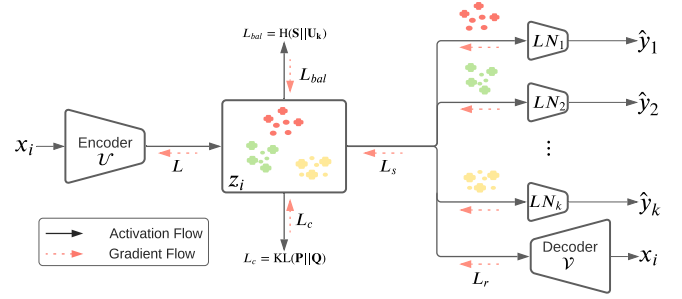 L_bal = H(S||U_k)
L_bal
x_i
Encoder
𝒰
L
z_i
L_s
L_c
L_c = KL(P||Q)
Activation Flow
Gradient Flow
LN_1
ŷ_1
LN_2
ŷ_2
⋮
LN_k
ŷ_k
L_r
Decoder
𝒱
x_i